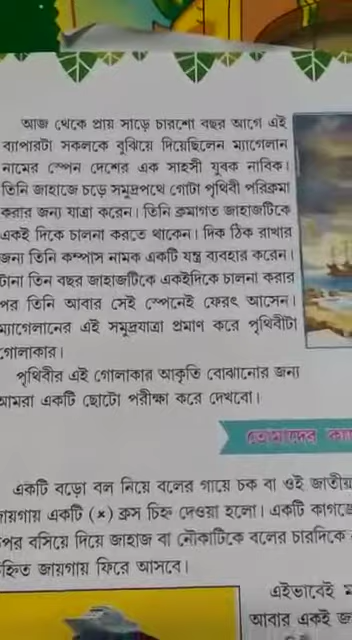 আজ থেকে প্রায় সাড়ে চারশো বছর আগে এই
ব্যাপারটা সকলকে বুঝিয়ে দিয়েছিলেন ম্যাগেলান
নামের স্পেন দেশের এক সাহসী যুবক নাবিক।
তিনি জাহাজে চড়ে সমুদ্রপথে গোটা পৃথিবী পরিক্রমা
করার জন্য যাত্রা করেন। তিনি ক্রমাগত জাহাজটিকে
একই দিকে চালনা করতে থাকেন। দিক ঠিক রাখার
জন্য তিনি কম্পাস নামক একটি যন্ত্র ব্যবহার করেন।
টানা তিন বছর জাহাজটিকে একইদিকে চালনা করার
পর তিনি আবার সেই স্পেনেই ফেরৎ আসেন।
ম্যাগেলানের এই সমুদ্রযাত্রা প্রমাণ করে পৃথিবীটা
গোলাকার।
পৃথিবীর এই গোলাকার আকৃতি বোঝানোর জন্য
আমরা একটি ছোটো পরীক্ষা করে দেখবো।
তোমাদের
একটি বড়ো বল নিয়ে বলের গায়ে চক বা ওই জাতীয়
জায়গায় একটি (×) ক্রস চিহ্ন দেওয়া হলো। একটি কাগজে
পর বসিয়ে দিয়ে জাহাজ বা নৌকাটিকে বলের চারদিকে
হ্নিত জায়গায় ফিরে আসবে।
এইভাবেই
আবার একই